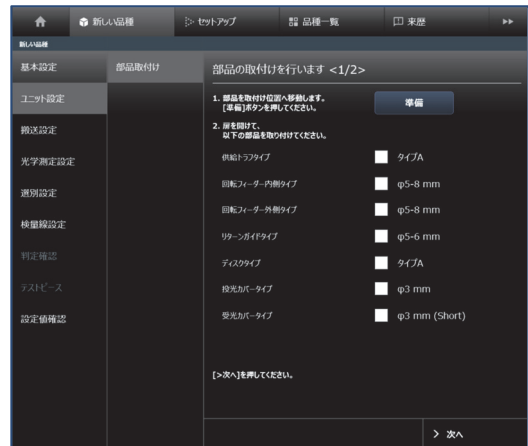 新しい品種
セットアップ
品種一覧
来歴
新しい品種
基本設定
ユニット設定
搬送設定
光学測定設定
選別設定
検量線設定
判定確認
テストピース
設定値確認
部品取付け
部品の取付けを行います <1/2>
1. 部品を取付け位置へ移動します。
[準備]ボタンを押してください。
準備
2. 扉を開けて、
以下の部品を取り付けてください。
供給トラフタイプ タイプA
回転フィーダー内側タイプ φ5-8 mm
回転フィーダー外側タイプ φ5-8 mm
リターンガイドタイプ φ5-6 mm
ディスクタイプ タイプA
投光カバータイプ φ3 mm
受光カバータイプ φ3 mm (Short)
[>次へ]を押してください。
> 次へ